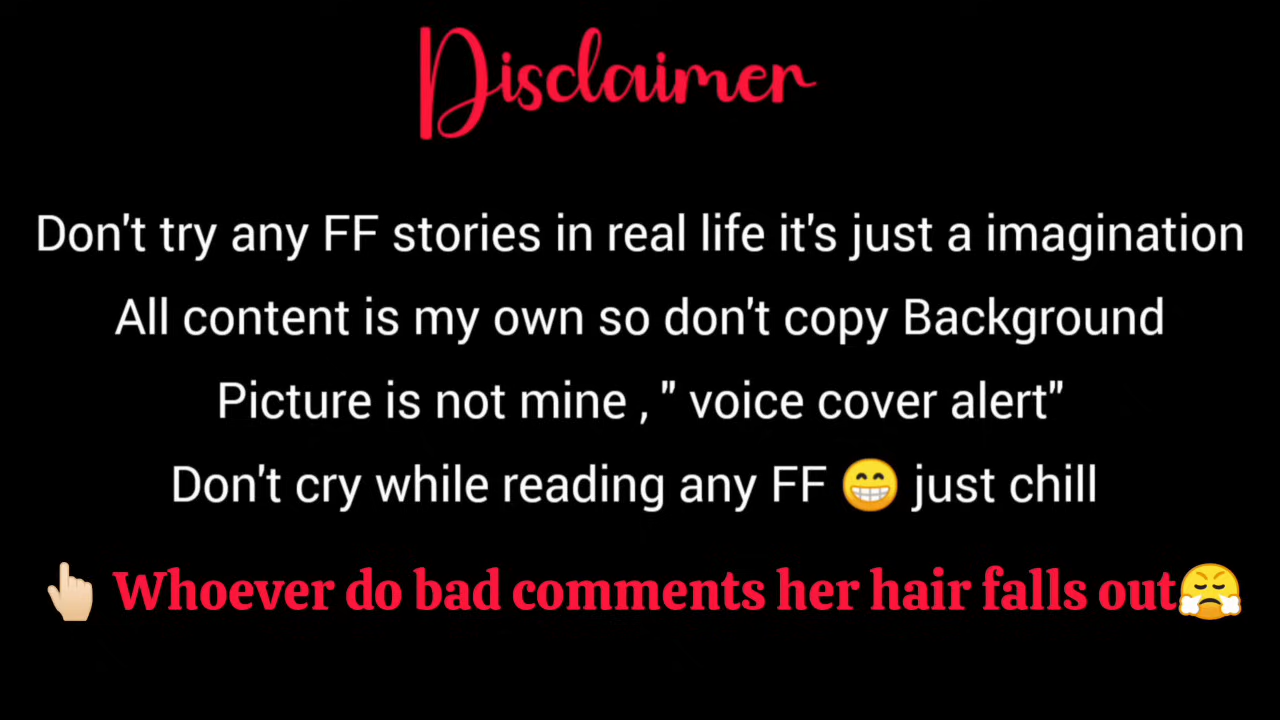 Disclaimer
Don't try any FF stories in real life it's just a imagination
All content is my own so don't copy Background
Picture is not mine , " voice cover alert"
Don't cry while reading any FF 😁 just chill
👆🏻 Whoever do bad comments her hair falls out😤